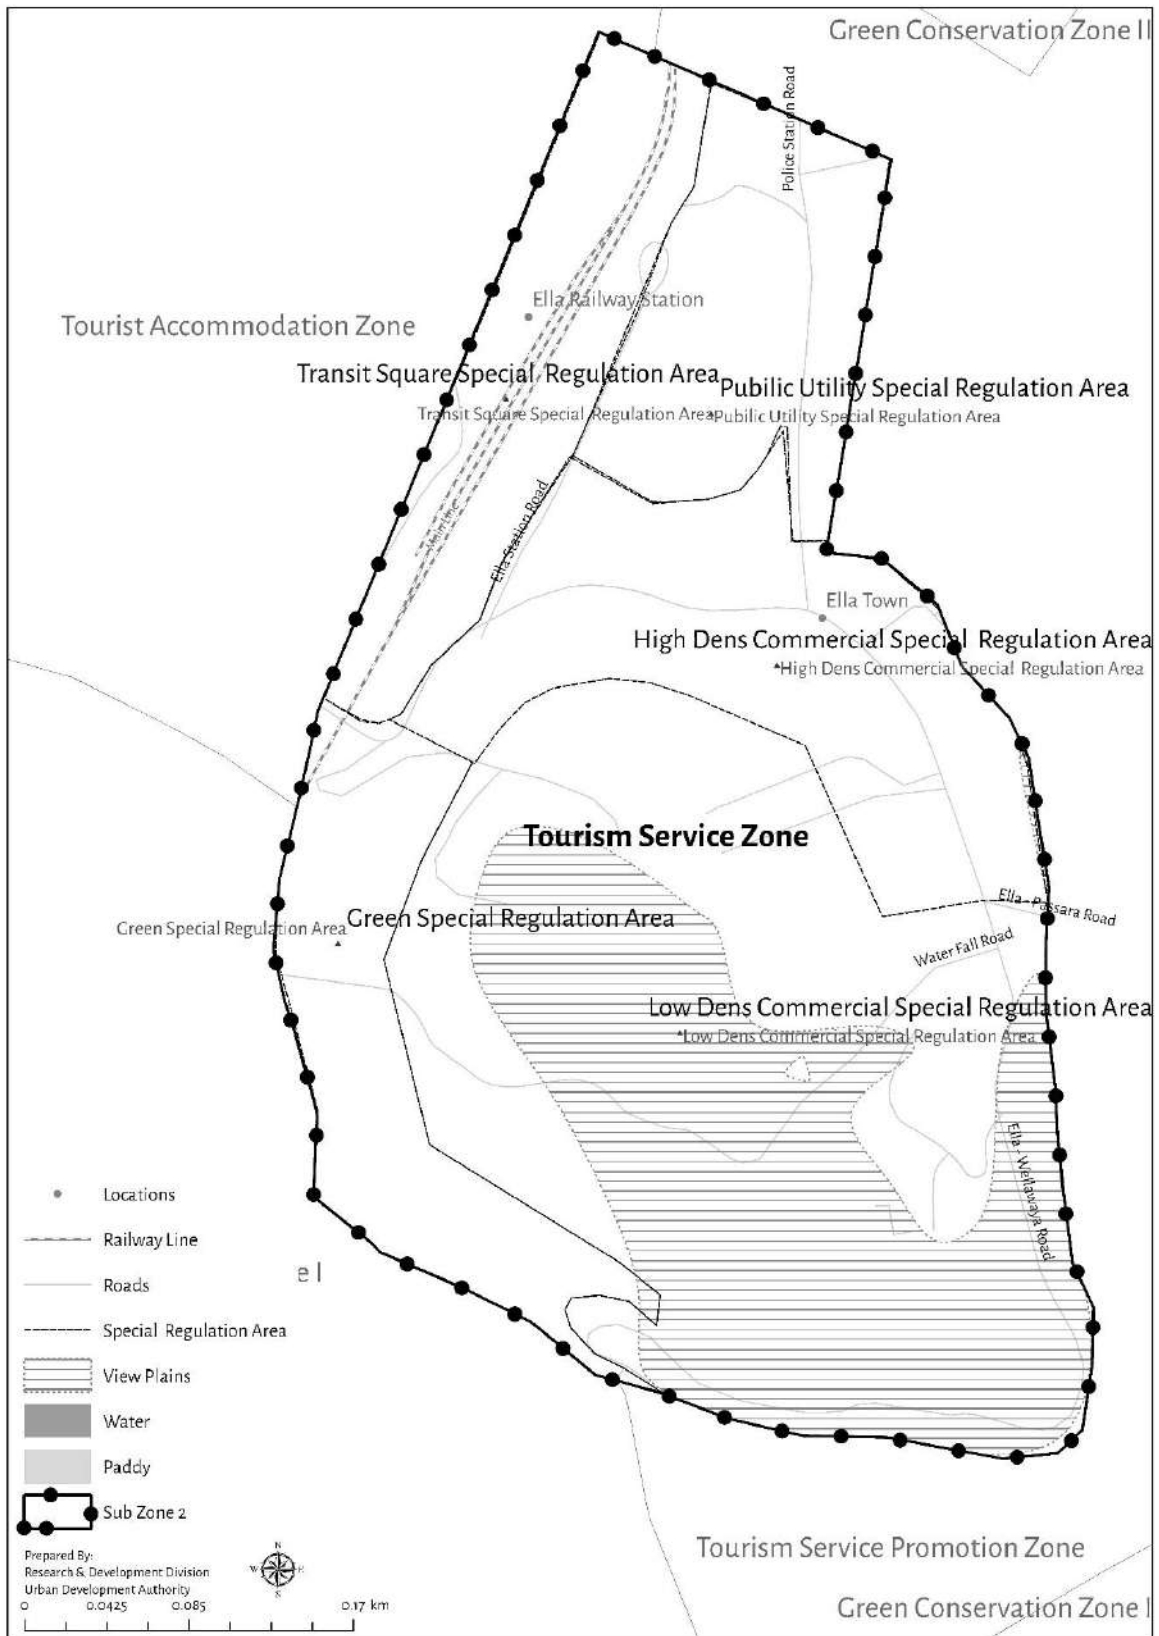 Green Conservation Zone II
Police Station Road
Ella Railway Station
Tourist Accommodation Zone
Transit Square Special Regulation Area
Pubilic Utility Special Regulation Area
Transit Square Special Regulation Area
Pubilic Utility Special Regulation Area
Main Line
Ella Station Road
Ella Town
High Dens Commercial Special Regulation Area
High Dens Commercial Special Regulation Area
Tourism Service Zone
Ella - Passara Road
Green Special Regulation Area
Green Special Regulation Area
Water Fall Road
Low Dens Commercial Special Regulation Area
Low Dens Commercial Special Regulation Area
Ella - Wellawaya Road
Locations
Railway Line
e I
Roads
Special Regulation Area
View Plains
Water
Paddy
Sub Zone 2
Prepared By:
Research & Development Division
Urban Development Authority
N
W E
S
0 0.0425 0.085 0.17 km
Tourism Service Promotion Zone
Green Conservation Zone I